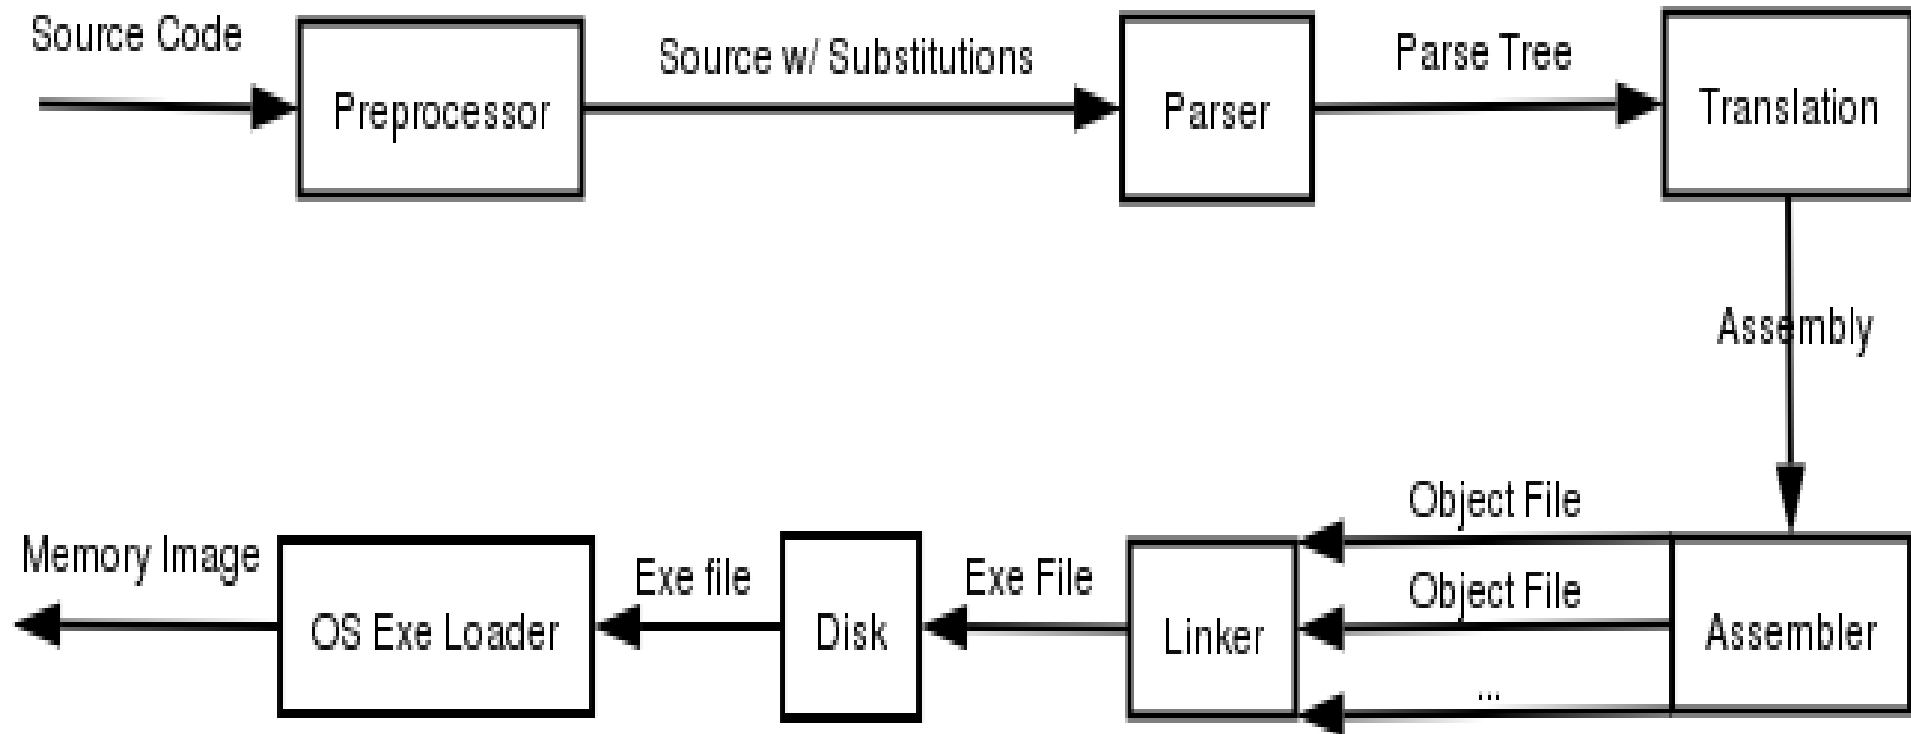 Source Code
Preprocessor
Source w/ Substitutions
Parser
Parse Tree
Translation
Assembly
Assembler
Object File
Object File
...
Linker
Exe File
Disk
Exe file
OS Exe Loader
Memory Image